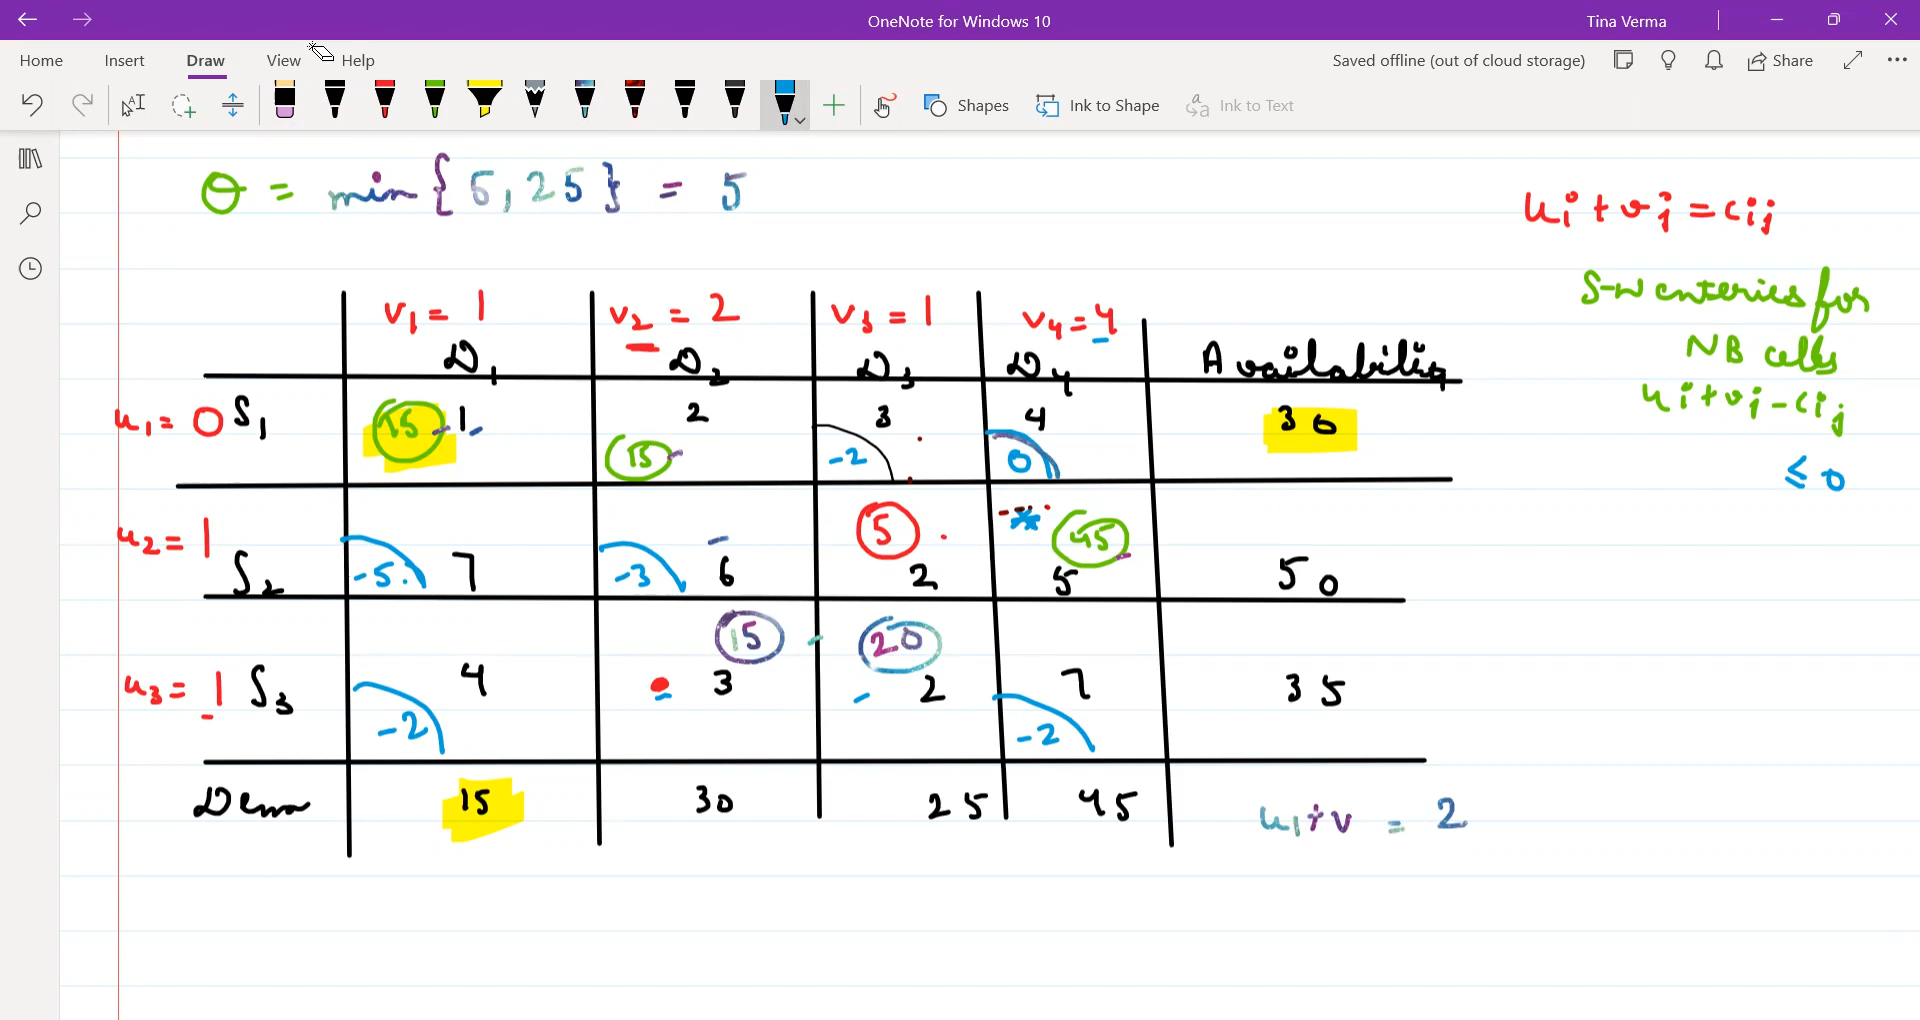 OneNote for Windows 10
Tina Verma
Home Insert Draw View Help
Saved offline (out of cloud storage)
Share
Shapes Ink to Shape Ink to Text
θ = min { 5, 25 } = 5
ui + vj = cij
S-W enteries for
NB cells
ui + vj - cij
≤ 0
v1 = 1 v2 = 2 v3 = 1 v4 = 4
D1 D2 D3 D4 Availability
u1 = 0 S1 15 1 2 3 4 30
15 -2 0
u2 = 1 5 * 45
S2 -5 7 -3 6 2 5 50
15 20
u3 = 1 S3 4 3 2 7 35
-2 -2
Dem 15 30 25 45
u1 + v = 2